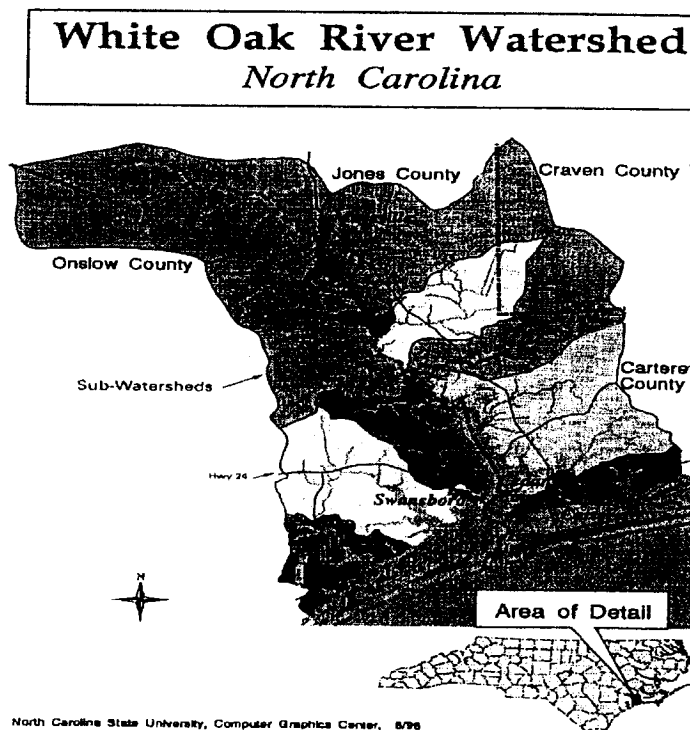 White Oak River Watershed
North Carolina
Jones County
Craven County
Onslow County
Sub-Watersheds
County
Hwy 24
Swansboro
N
Area of Detail
North Carolina State University, Computer Graphics Center,